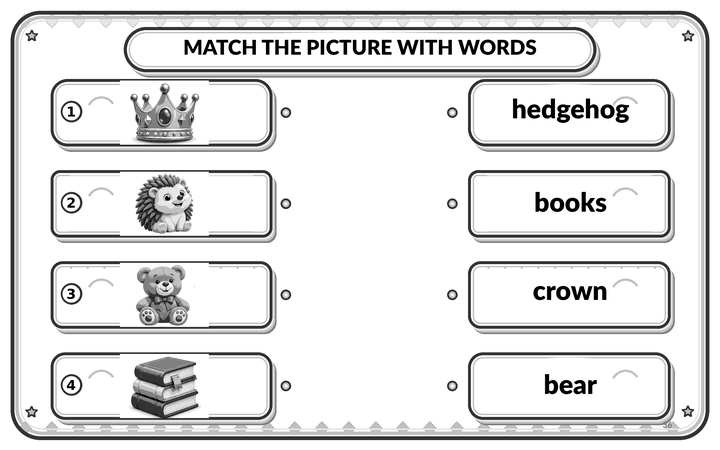 MATCH THE PICTURE WITH WORDS
1
hedgehog
2
books
3
crown
4
bear